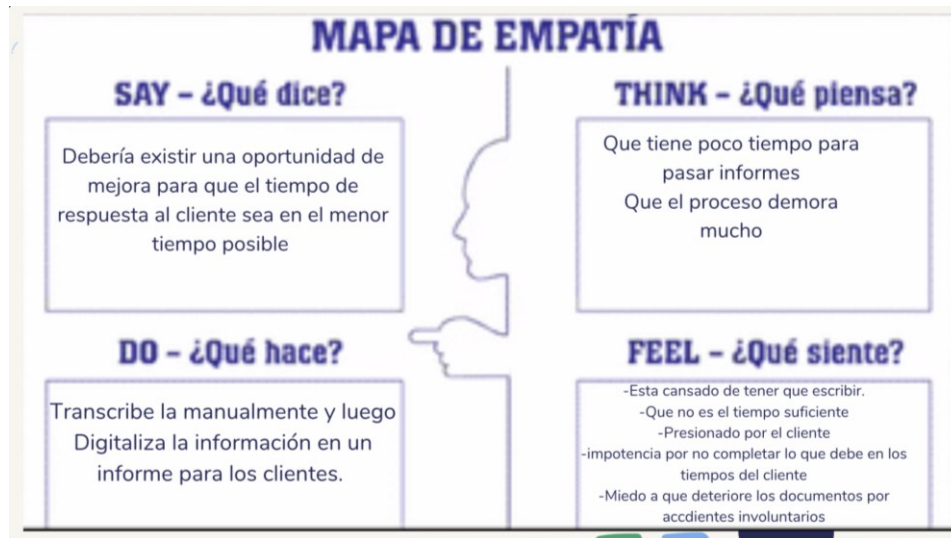 MAPA DE EMPATÍA
SAY – ¿Qué dice?
Debería existir una oportunidad de
mejora para que el tiempo de
respuesta al cliente sea en el menor
tiempo posible
THINK – ¿Qué piensa?
Que tiene poco tiempo para
pasar informes
Que el proceso demora
mucho
DO – ¿Qué hace?
Transcribe la manualmente y luego
Digitaliza la información en un
informe para los clientes.
FEEL – ¿Qué siente?
-Esta cansado de tener que escribir.
-Que no es el tiempo suficiente
-Presionado por el cliente
-impotencia por no completar lo que debe en los
tiempos del cliente
-Miedo a que deteriore los documentos por
accdientes involuntarios